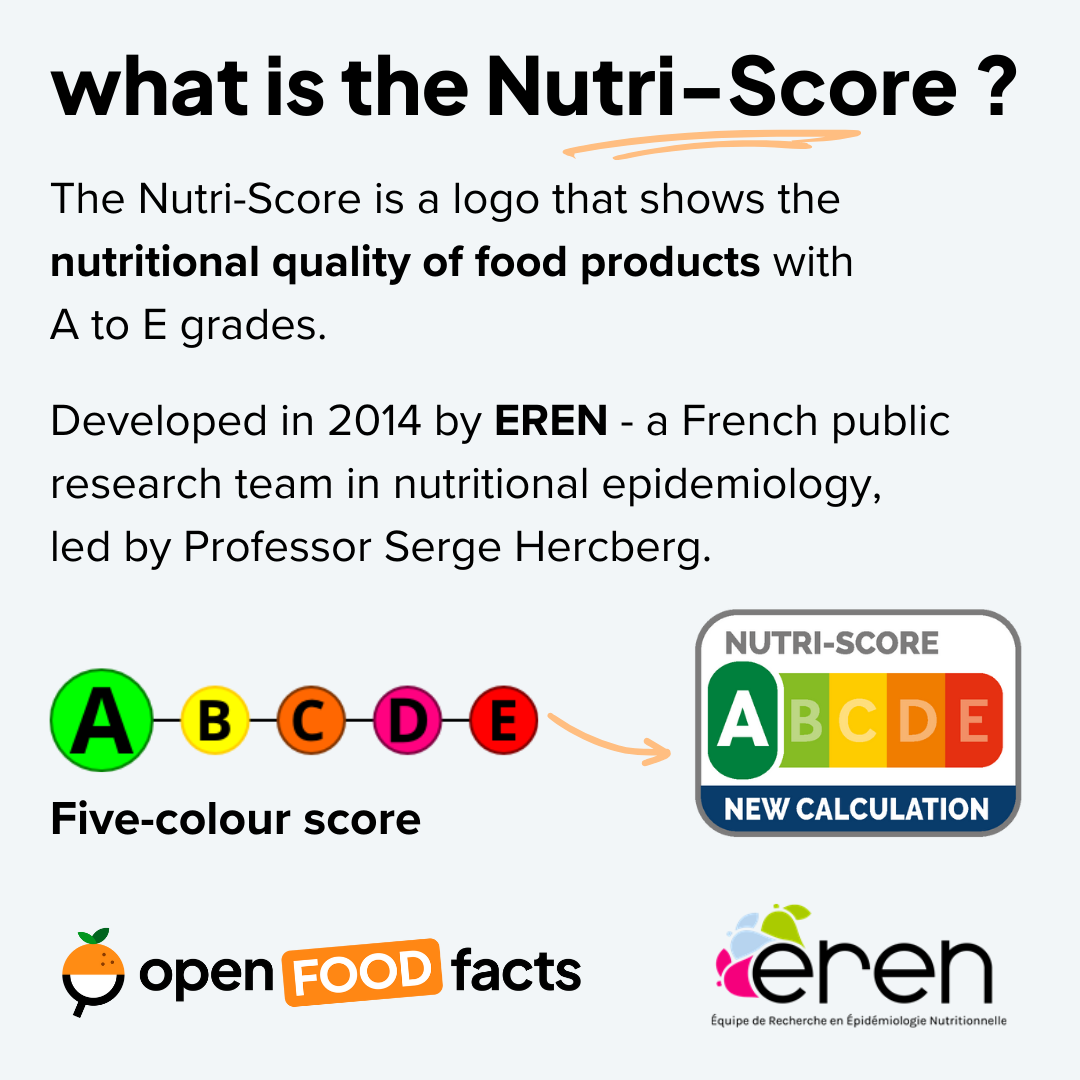 what is the Nutri-Score ?
The Nutri-Score is a logo that shows the
nutritional quality of food products with
A to E grades.
Developed in 2014 by EREN - a French public
research team in nutritional epidemiology,
led by Professor Serge Hercberg.
A B C D E
Five-colour score
NUTRI-SCORE
A B C D E
NEW CALCULATION
open FOOD facts
eren
Équipe de Recherche en Épidémiologie Nutritionnelle